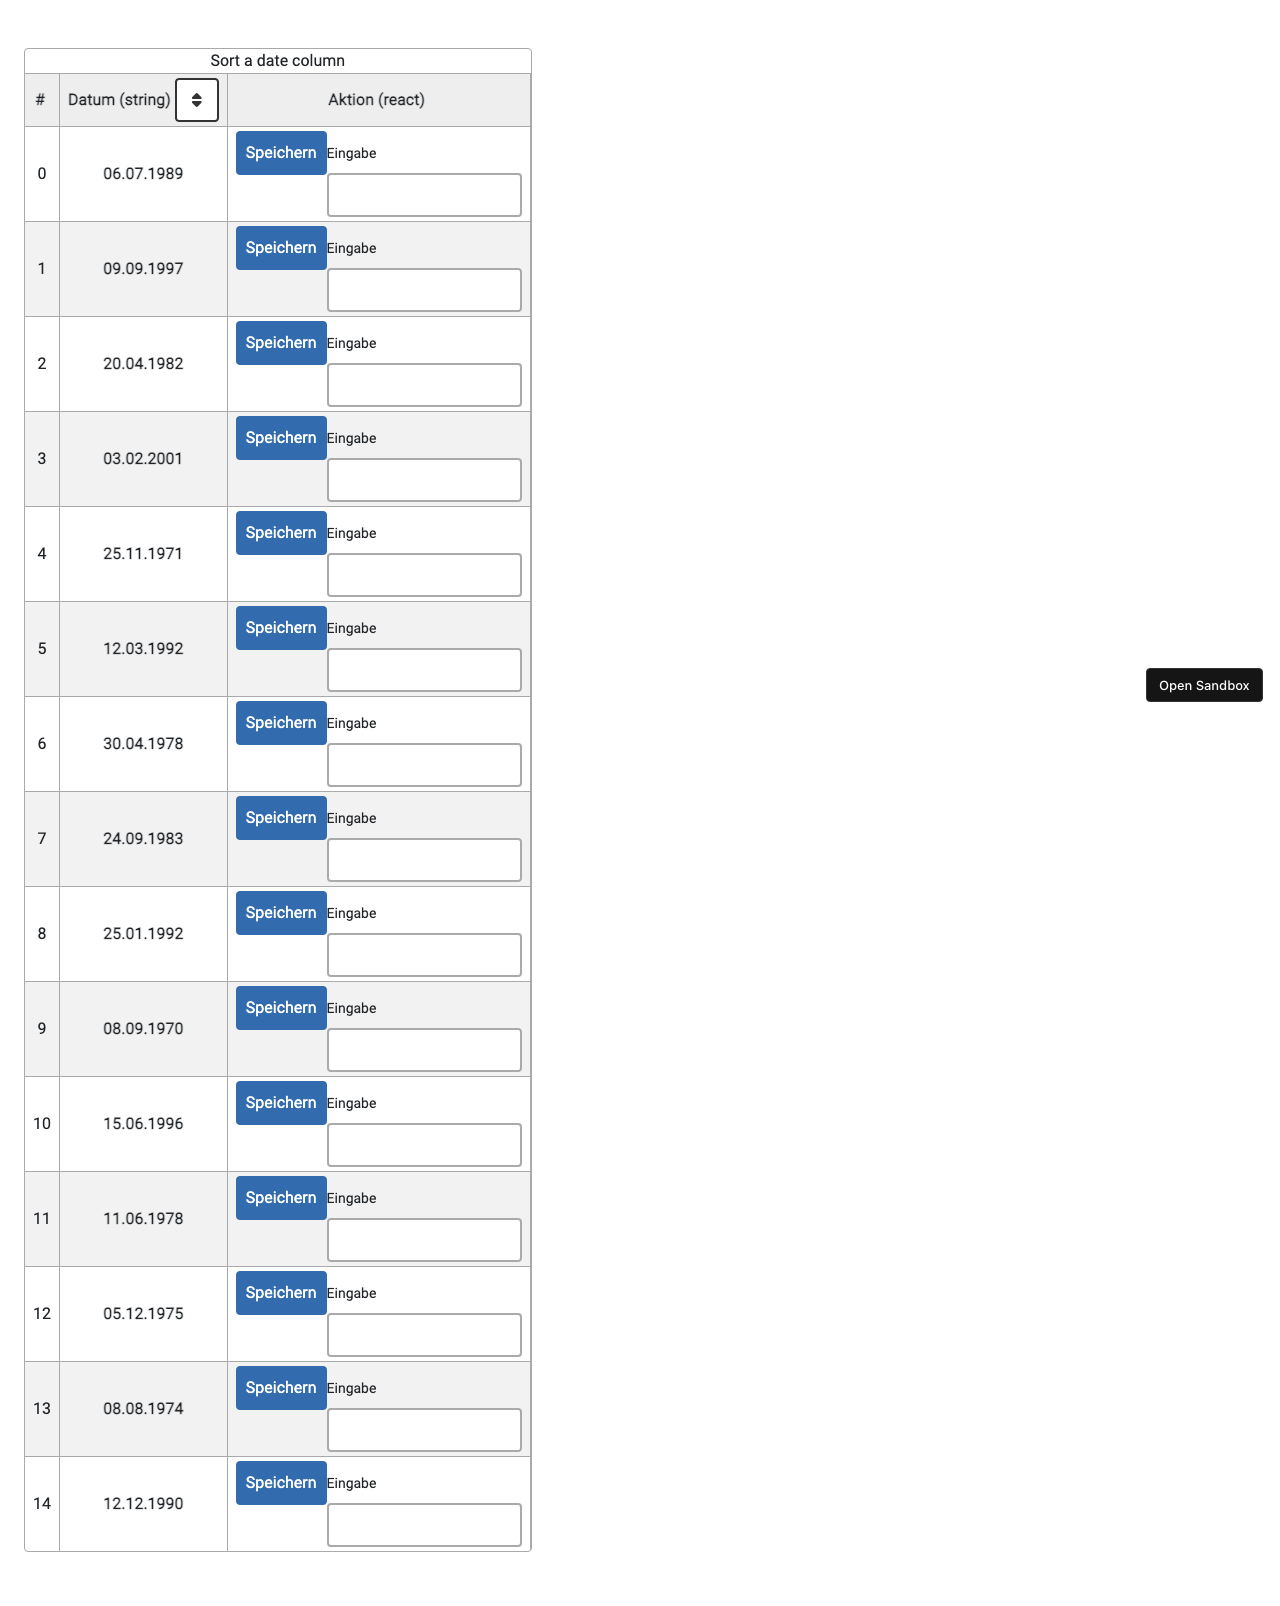 Sort a date column
# Datum (string) Aktion (react)
Speichern Eingabe
0 06.07.1989
Speichern Eingabe
1 09.09.1997
Speichern Eingabe
2 20.04.1982
Speichern Eingabe
3 03.02.2001
Speichern Eingabe
4 25.11.1971
Speichern Eingabe
5 12.03.1992
Open Sandbox
Speichern Eingabe
6 30.04.1978
Speichern Eingabe
7 24.09.1983
Speichern Eingabe
8 25.01.1992
Speichern Eingabe
9 08.09.1970
Speichern Eingabe
10 15.06.1996
Speichern Eingabe
11 11.06.1978
Speichern Eingabe
12 05.12.1975
Speichern Eingabe
13 08.08.1974
Speichern Eingabe
14 12.12.1990